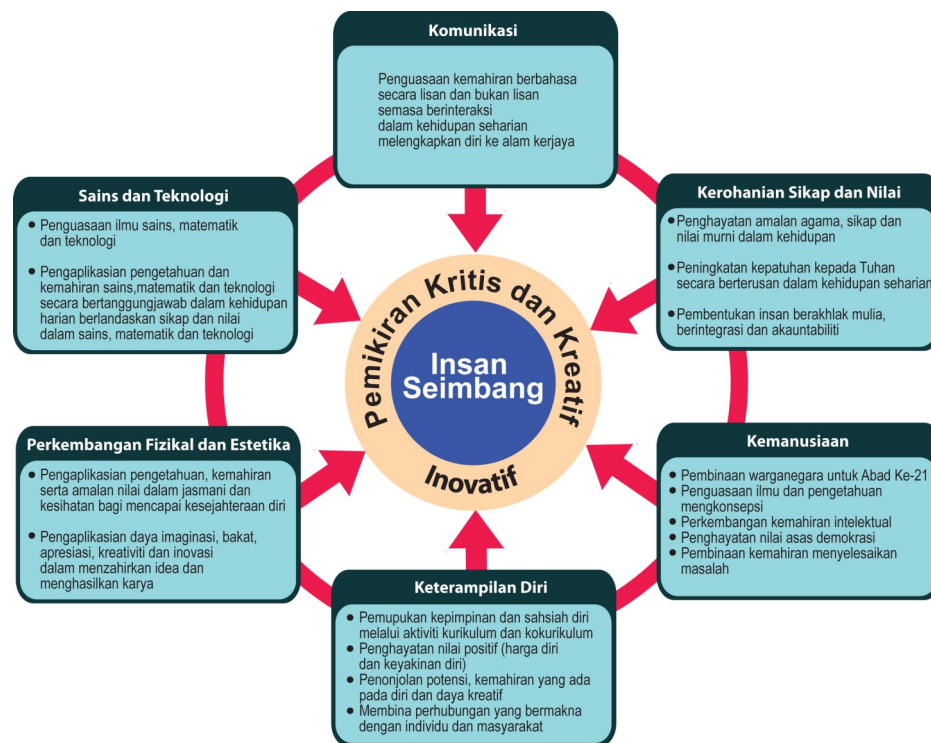 Komunikasi
Penguasaan kemahiran berbahasa
secara lisan dan bukan lisan
semasa berinteraksi
dalam kehidupan seharian
melengkapkan diri ke alam kerjaya
Sains dan Teknologi
• Penguasaan ilmu sains, matematik
dan teknologi
• Pengaplikasian pengetahuan dan
kemahiran sains,matematik dan teknologi
secara bertanggungjawab dalam kehidupan
harian berlandaskan sikap dan nilai
dalam sains, matematik dan teknologi
Kerohanian Sikap dan Nilai
• Penghayatan amalan agama, sikap dan
nilai murni dalam kehidupan
• Peningkatan kepatuhan kepada Tuhan
secara berterusan dalam kehidupan seharian
• Pembentukan insan berakhlak mulia,
berintegrasi dan akauntabiliti
Pemikiran Kritis dan Kreatif
Insan
Seimbang
Inovatif
Perkembangan Fizikal dan Estetika
• Pengaplikasian pengetahuan, kemahiran
serta amalan nilai dalam jasmani dan
kesihatan bagi mencapai kesejahteraan diri
• Pengaplikasian daya imaginasi, bakat,
apresiasi, kreativiti dan inovasi
dalam menzahirkan idea dan
menghasilkan karya
Kemanusiaan
• Pembinaan warganegara untuk Abad Ke-21
• Penguasaan ilmu dan pengetahuan
mengkonsepsi
• Perkembangan kemahiran intelektual
• Penghayatan nilai asas demokrasi
• Pembinaan kemahiran menyelesaikan
masalah
Keterampilan Diri
• Pemupukan kepimpinan dan sahsiah diri
melalui aktiviti kurikulum dan kokurikulum
• Penghayatan nilai positif (harga diri
dan keyakinan diri)
• Penonjolan potensi, kemahiran yang ada
pada diri dan daya kreatif
• Membina perhubungan yang bermakna
dengan individu dan masyarakat